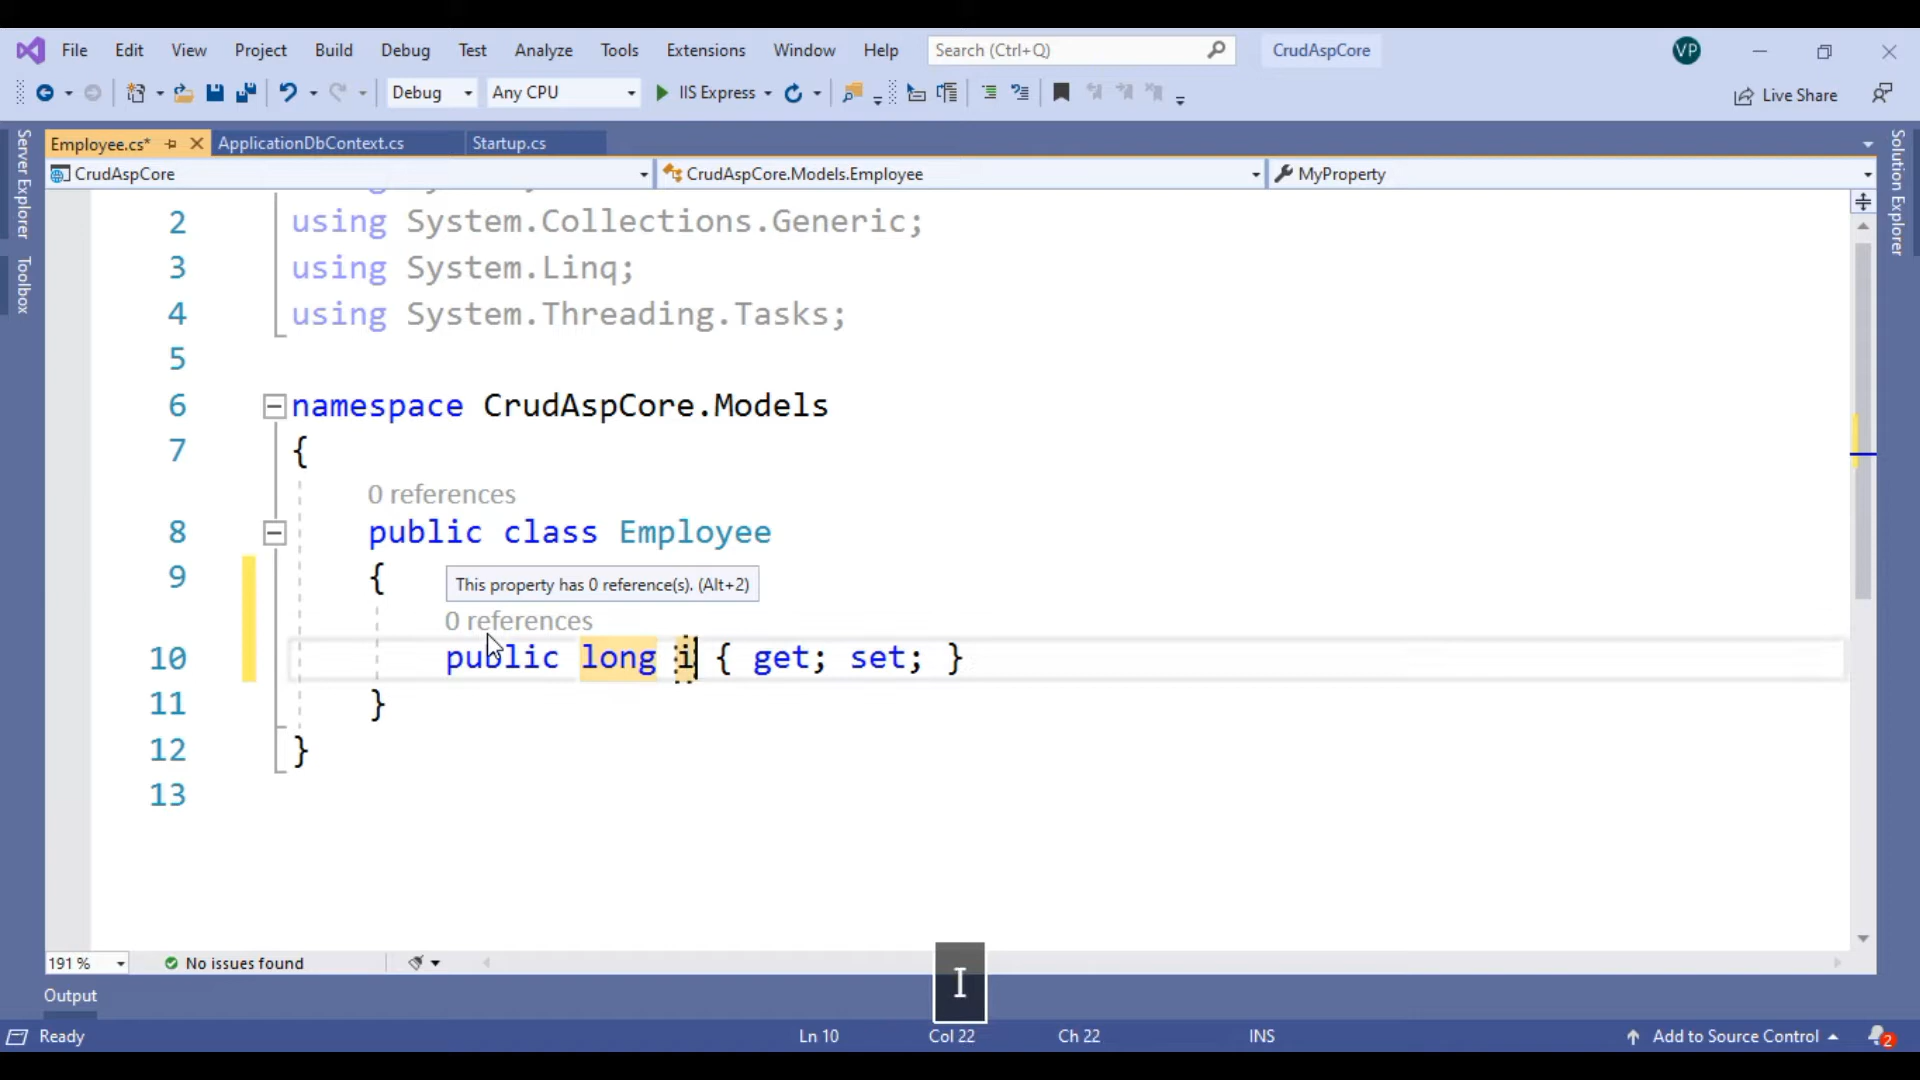 File Edit View Project Build Debug Test Analyze Tools Extensions Window Help Search (Ctrl+Q) CrudAspCore VP
Debug Any CPU IIS Express Live Share
Server Explorer
Toolbox
Solution Explorer
Employee.cs* ApplicationDbContext.cs Startup.cs
CrudAspCore CrudAspCore.Models.Employee MyProperty
2 using System.Collections.Generic;
3 using System.Linq;
4 using System.Threading.Tasks;
5
6 namespace CrudAspCore.Models
7 {
0 references
8 public class Employee
9 {
This property has 0 reference(s). (Alt+2)
0 references
10 public long i { get; set; }
11 }
12 }
13
191 % No issues found
I
Output
Ready Ln 10 Col 22 Ch 22 INS Add to Source Control 2